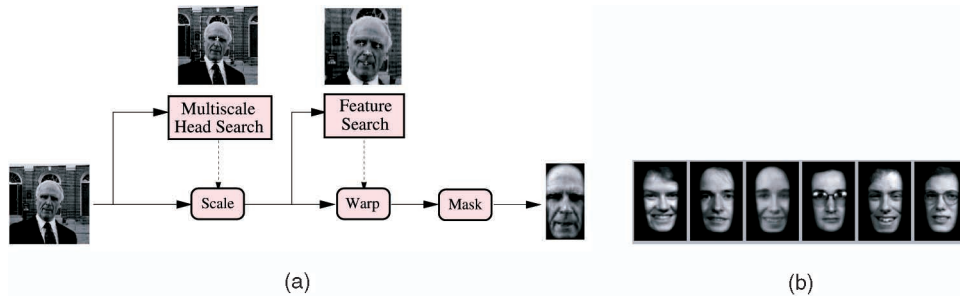 Multiscale
Head Search
Feature
Search
Scale
Warp
Mask
(a)
(b)